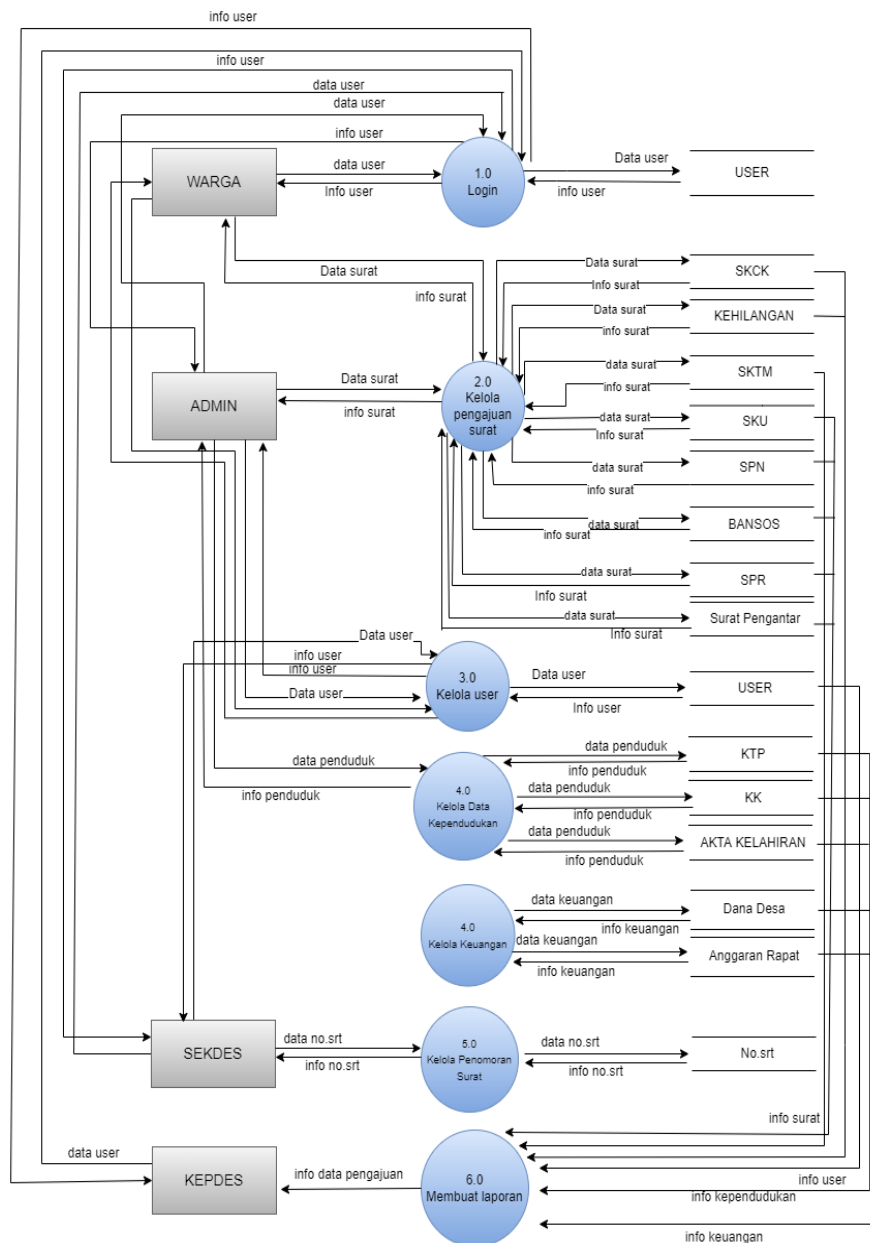 info user
info user
data user
data user
info user
WARGA
data user
Info user
1.0
Login
Data user
info user
USER
Data surat
info surat
Data surat
Info surat
SKCK
Data surat
info surat
KEHILANGAN
ADMIN
Data surat
info surat
2.0
Kelola
pengajuan
surat
data surat
info surat
SKTM
data surat
Info surat
SKU
data surat
info surat
SPN
data surat
info surat
BANSOS
data surat
Info surat
SPR
data surat
Info surat
Surat Pengantar
Data user
info user
info user
Data user
3.0
Kelola user
Data user
Info user
USER
data penduduk
info penduduk
4.0
Kelola Data
Kependudukan
data penduduk
info penduduk
KTP
data penduduk
info penduduk
KK
data penduduk
info penduduk
AKTA KELAHIRAN
4.0
Kelola Keuangan
data keuangan
info keuangan
Dana Desa
data keuangan
info keuangan
Anggaran Rapat
SEKDES
data no.srt
info no.srt
5.0
Kelola Penomoran
Surat
data no.srt
info no.srt
No.srt
info surat
data user
KEPDES
info data pengajuan
6.0
Membuat laporan
info user
info kependudukan
info keuangan